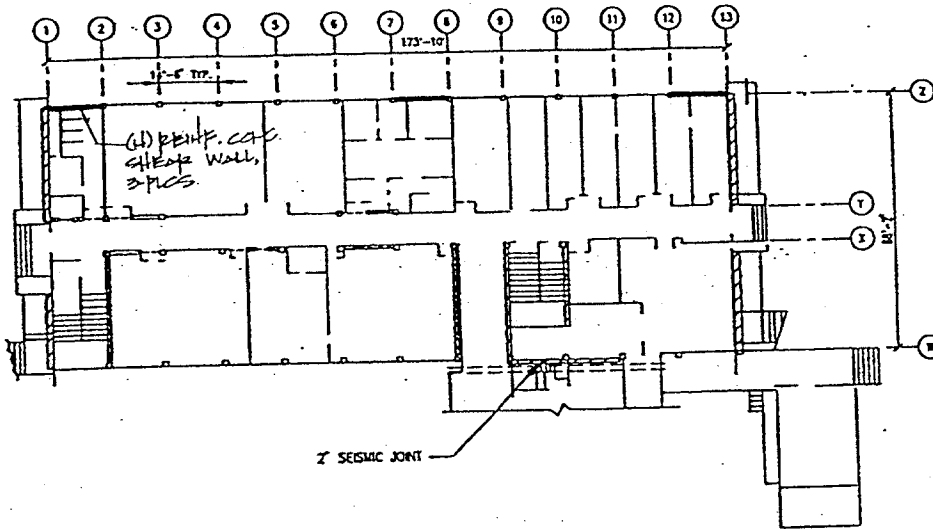 1 2 3 4 5 6 7 8 9 10 11 12 13
173'-10"
TYP.
Z
(N) REINF. CONC.
SHEAR WALL,
3 PLCS.
Y
X
W
2" SEISMIC JOINT